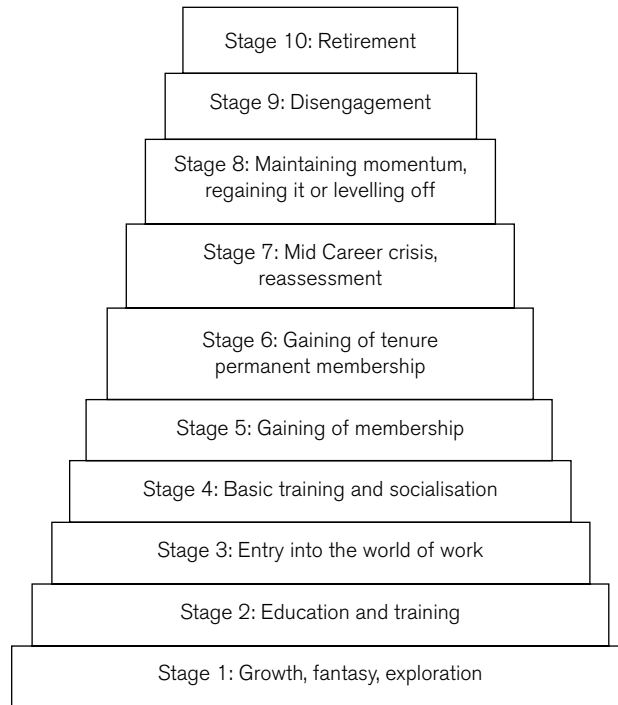 Stage 10: Retirement
Stage 9: Disengagement
Stage 8: Maintaining momentum,
regaining it or levelling off
Stage 7: Mid Career crisis,
reassessment
Stage 6: Gaining of tenure
permanent membership
Stage 5: Gaining of membership
Stage 4: Basic training and socialisation
Stage 3: Entry into the world of work
Stage 2: Education and training
Stage 1: Growth, fantasy, exploration